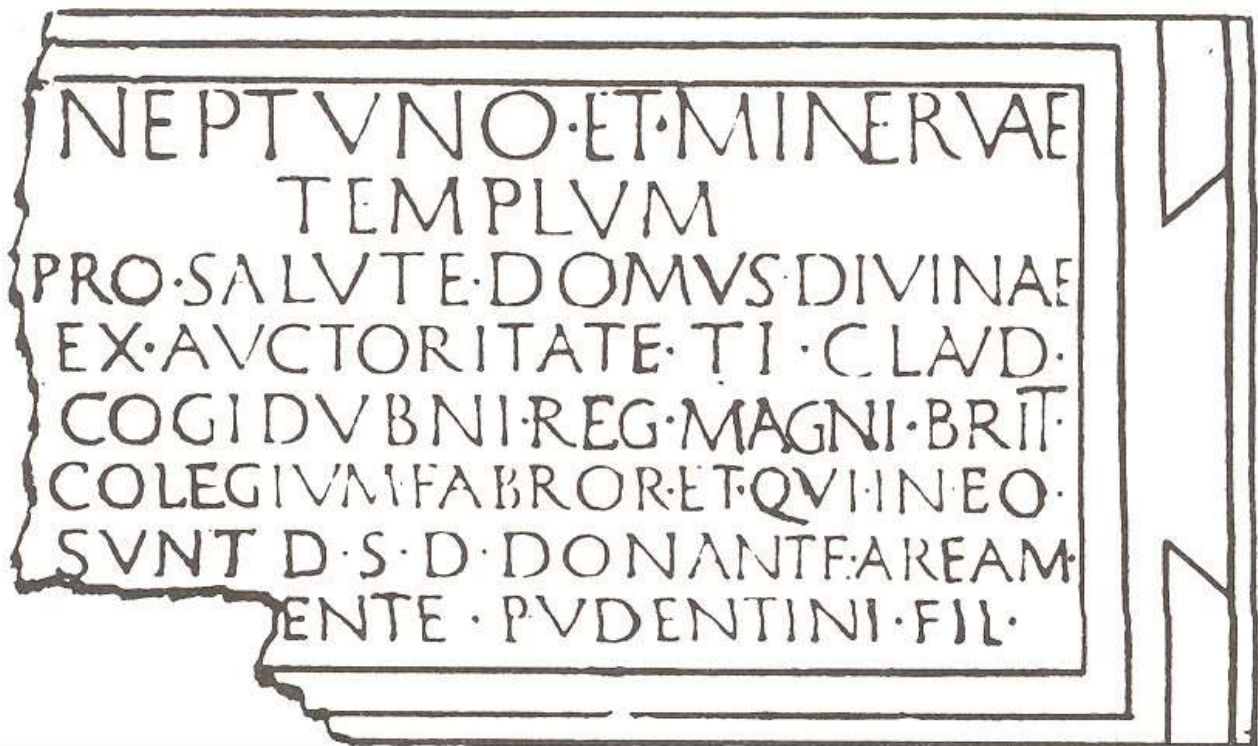 NEPTVNO·ET·MINERVAE
TEMPLVM
PRO·SALVTE·DOMVS·DIVINAE
EX·AVCTORITATE·TI·CLAVD·
COGIDVBNI·REG·MAGNI·BRIT·
COLEGIVM·FABROR·ET·QVI·IN·EO·
SVNT D·S·D·DONANTE·AREAM·
ENTE·PVDENTINI·FIL·